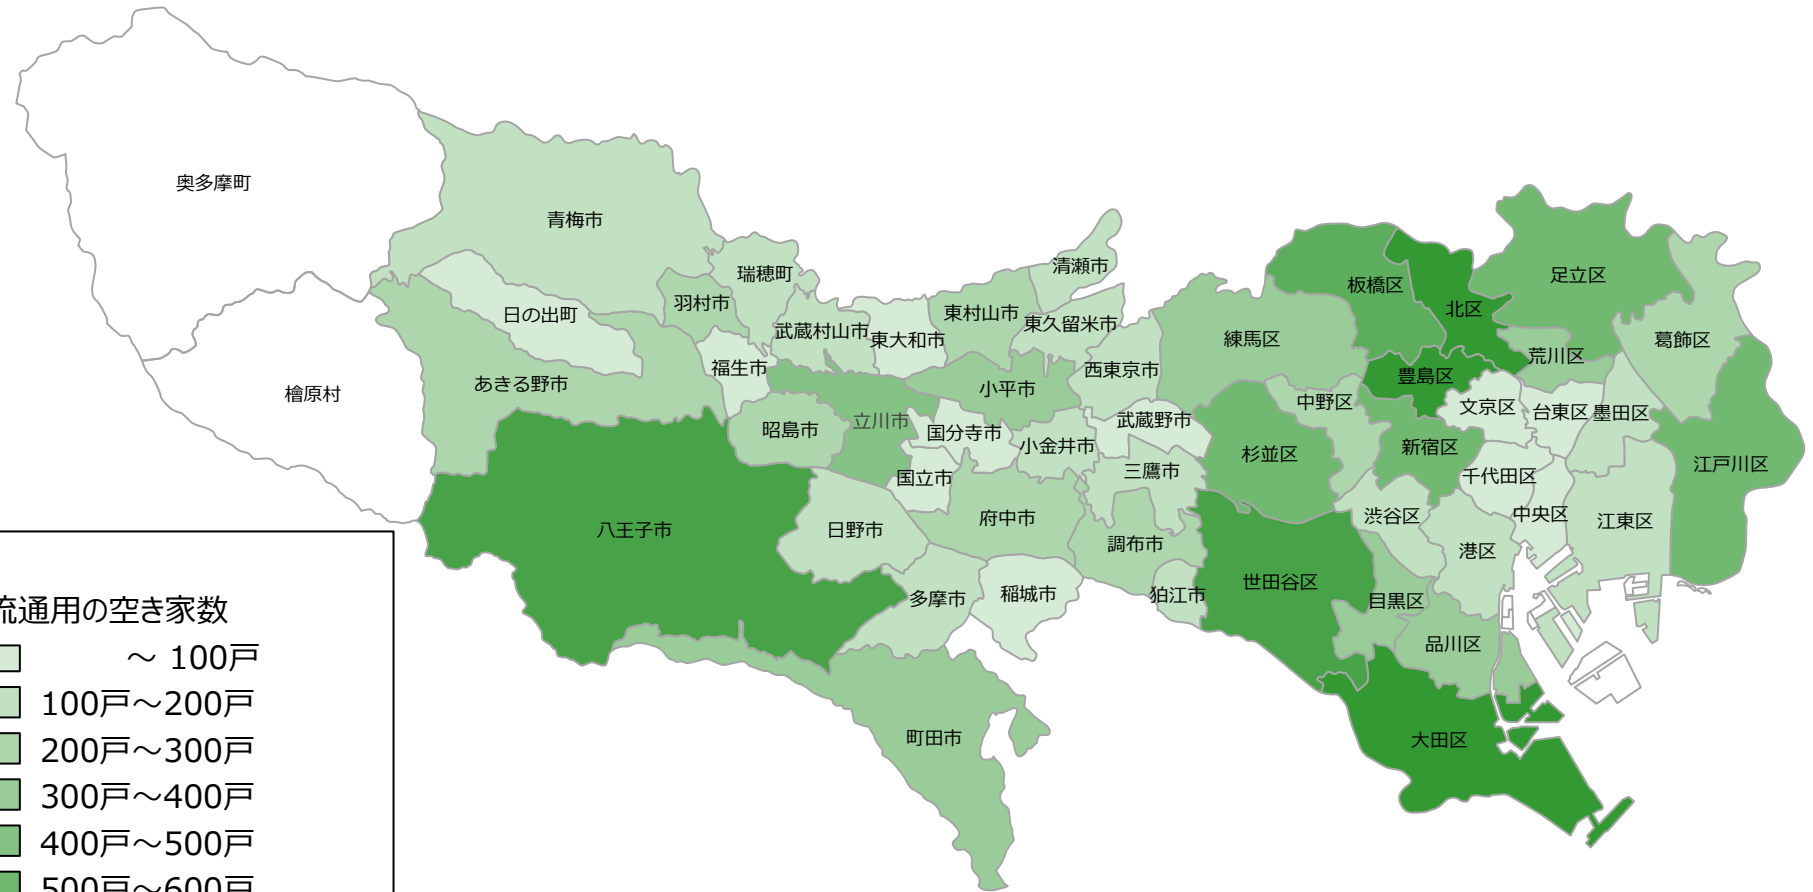 奥多摩町
青梅市
瑞穂町
清瀬市
日の出町
羽村市
武蔵村山市
東大和市
東村山市
東久留米市
板橋区
北区
足立区
檜原村
あきる野市
福生市
昭島市
立川市
小平市
西東京市
練馬区
豊島区
荒川区
葛飾区
国分寺市
小金井市
武蔵野市
中野区
文京区
台東区
墨田区
八王子市
日野市
国立市
府中市
三鷹市
調布市
杉並区
新宿区
千代田区
江戸川区
渋谷区
中央区
江東区
港区
多摩市
稲城市
狛江市
世田谷区
目黒区
品川区
町田市
大田区
流通用の空き家数
～ 100戸
100戸～200戸
200戸～300戸
300戸～400戸
400戸～500戸
500戸～600戸